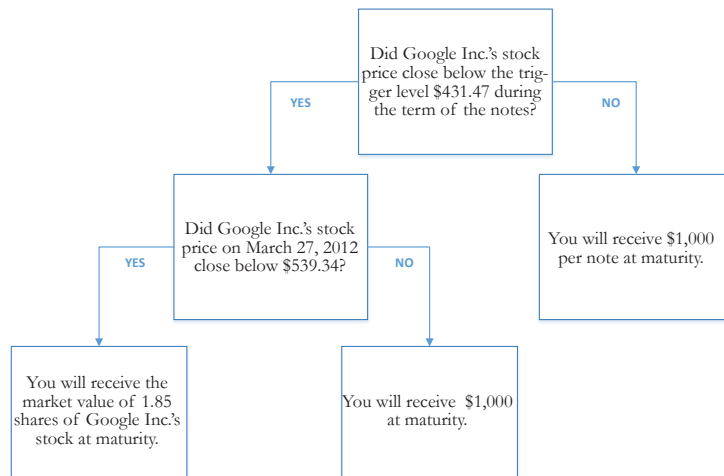 Did Google Inc.'s stock
price close below the trig-
ger level $431.47 during
the term of the notes?
YES
NO
Did Google Inc.'s stock
price on March 27, 2012
close below $539.34?
You will receive $1,000
per note at maturity.
YES
NO
You will receive the
market value of 1.85
shares of Google Inc.'s
stock at maturity.
You will receive $1,000
at maturity.